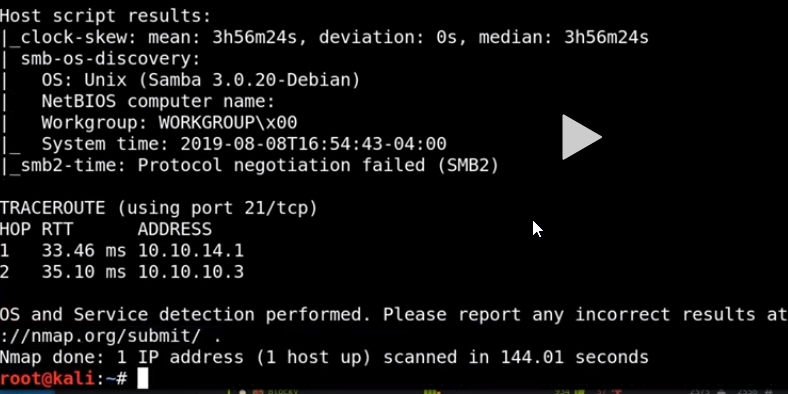 Host script results:
|_clock-skew: mean: 3h56m24s, deviation: 0s, median: 3h56m24s
| smb-os-discovery:
|   OS: Unix (Samba 3.0.20-Debian)
|   NetBIOS computer name:
|   Workgroup: WORKGROUP\x00
|_  System time: 2019-08-08T16:54:43-04:00
|_smb2-time: Protocol negotiation failed (SMB2)
TRACEROUTE (using port 21/tcp)
HOP RTT      ADDRESS
1   33.46 ms 10.10.14.1
2   35.10 ms 10.10.10.3
OS and Service detection performed. Please report any incorrect results at
://nmap.org/submit/ .
Nmap done: 1 IP address (1 host up) scanned in 144.01 seconds
root@kali:~#